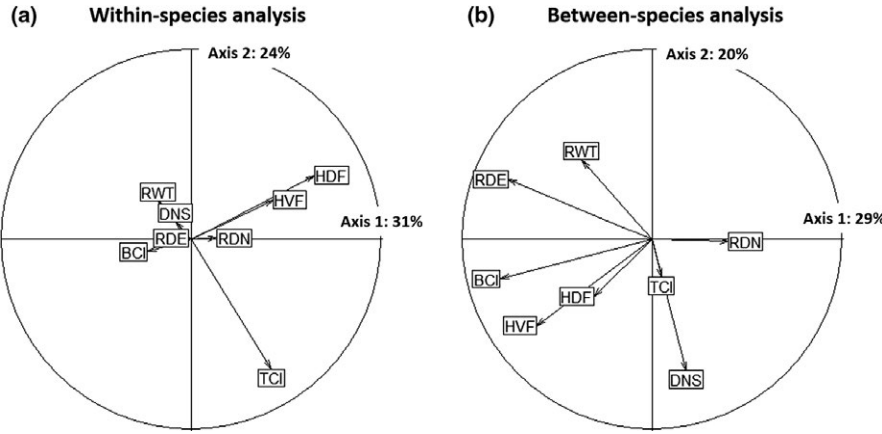 (a) Within-species analysis
Axis 2: 24%
RWT
HDF
DNS
HVF
Axis 1: 31%
RDE
RDN
BCI
TCI
(b) Between-species analysis
Axis 2: 20%
RWT
RDE
Axis 1: 29%
RDN
BCI
TCI
HDF
HVF
DNS